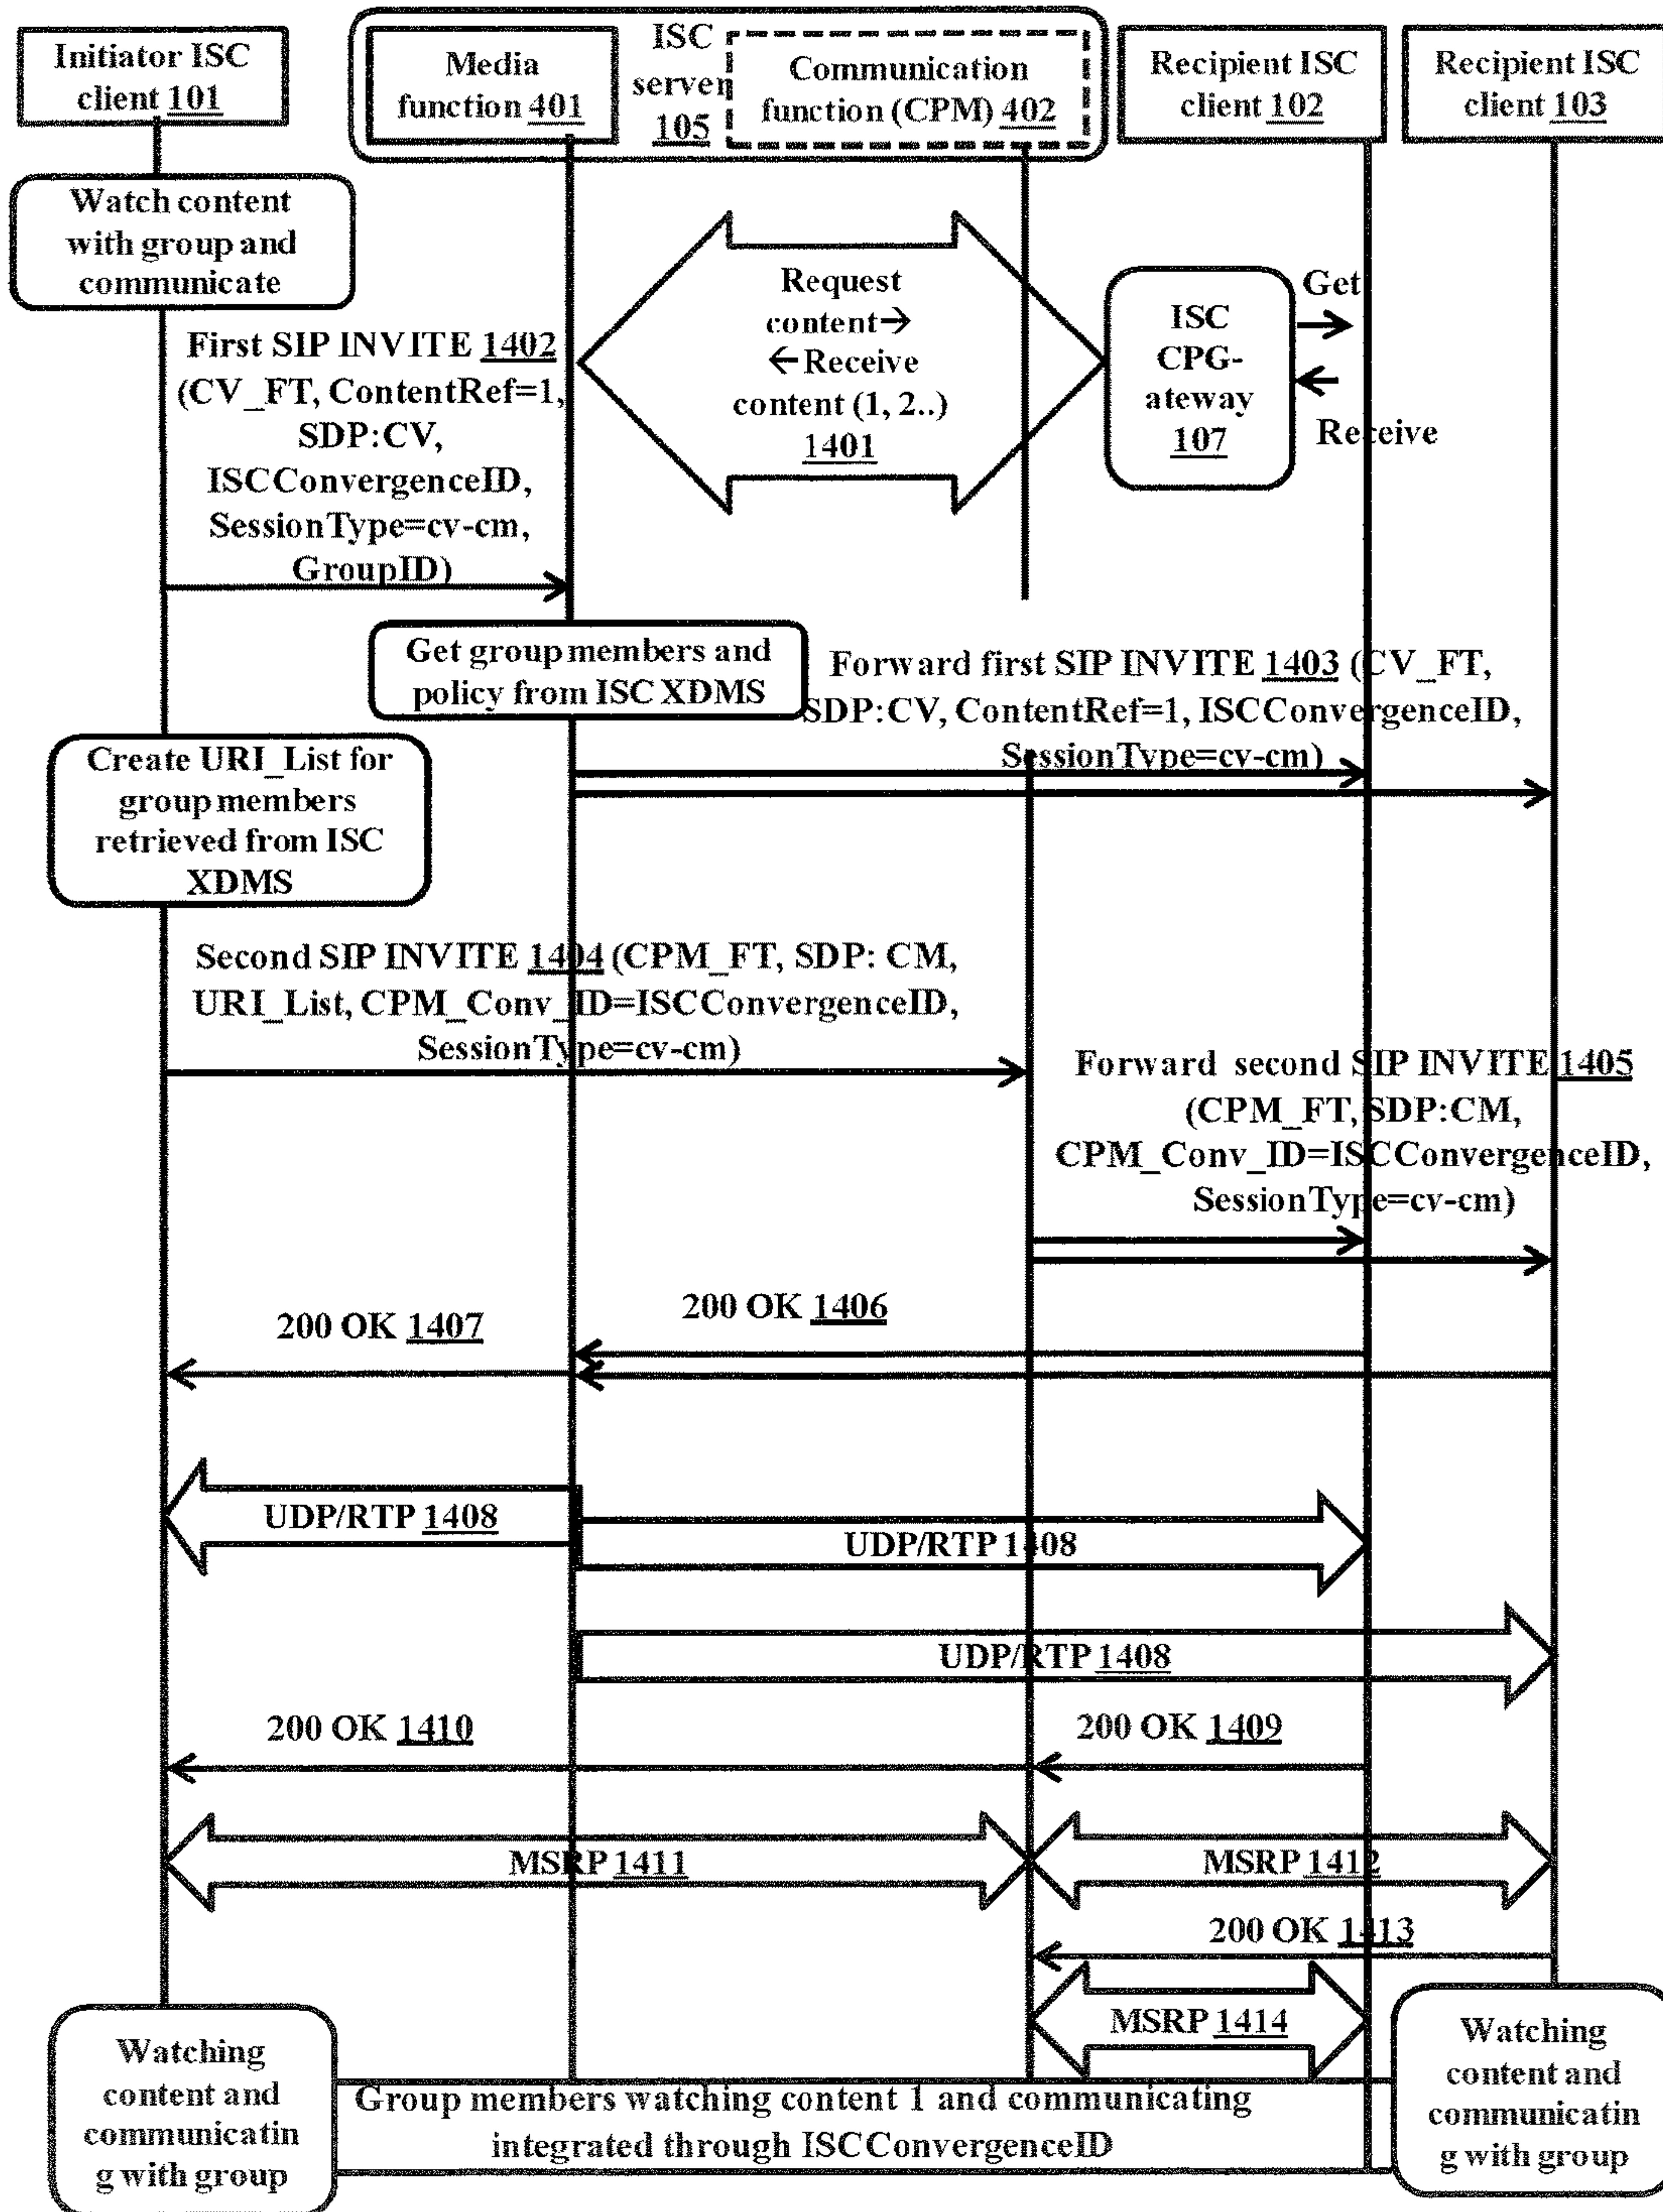 Initiator ISC
client 101
Media
function 401
ISC
server
105
Communication
function (CPM) 402
Recipient ISC
client 102
Recipient ISC
client 103
Watch content
with group and
communicate
Request
content→
←Receive
content (1, 2..)
1401
ISC
CPG-
ateway
107
Get
Receive
First SIP INVITE 1402
(CV_FT, ContentRef=1,
SDP:CV,
ISCConvergenceID,
SessionType=cv-cm,
GroupID)
Get group members and
policy from ISC XDMS
Forward first SIP INVITE 1403 (CV_FT,
SDP:CV, ContentRef=1, ISCConvergenceID,
SessionType=cv-cm)
Create URI_List for
group members
retrieved from ISC
XDMS
Second SIP INVITE 1404 (CPM_FT, SDP: CM,
URI_List, CPM_Conv_ID=ISCConvergenceID,
SessionType=cv-cm)
Forward second SIP INVITE 1405
(CPM_FT, SDP:CM,
CPM_Conv_ID=ISCConvergenceID,
SessionType=cv-cm)
200 OK 1406
200 OK 1407
UDP/RTP 1408
UDP/RTP 1408
UDP/RTP 1408
200 OK 1410
200 OK 1409
MSRP 1411
MSRP 1412
200 OK 1413
MSRP 1414
Watching
content and
communicatin
g with group
Group members watching content 1 and communicating
integrated through ISCConvergenceID
Watching
content and
communicatin
g with group